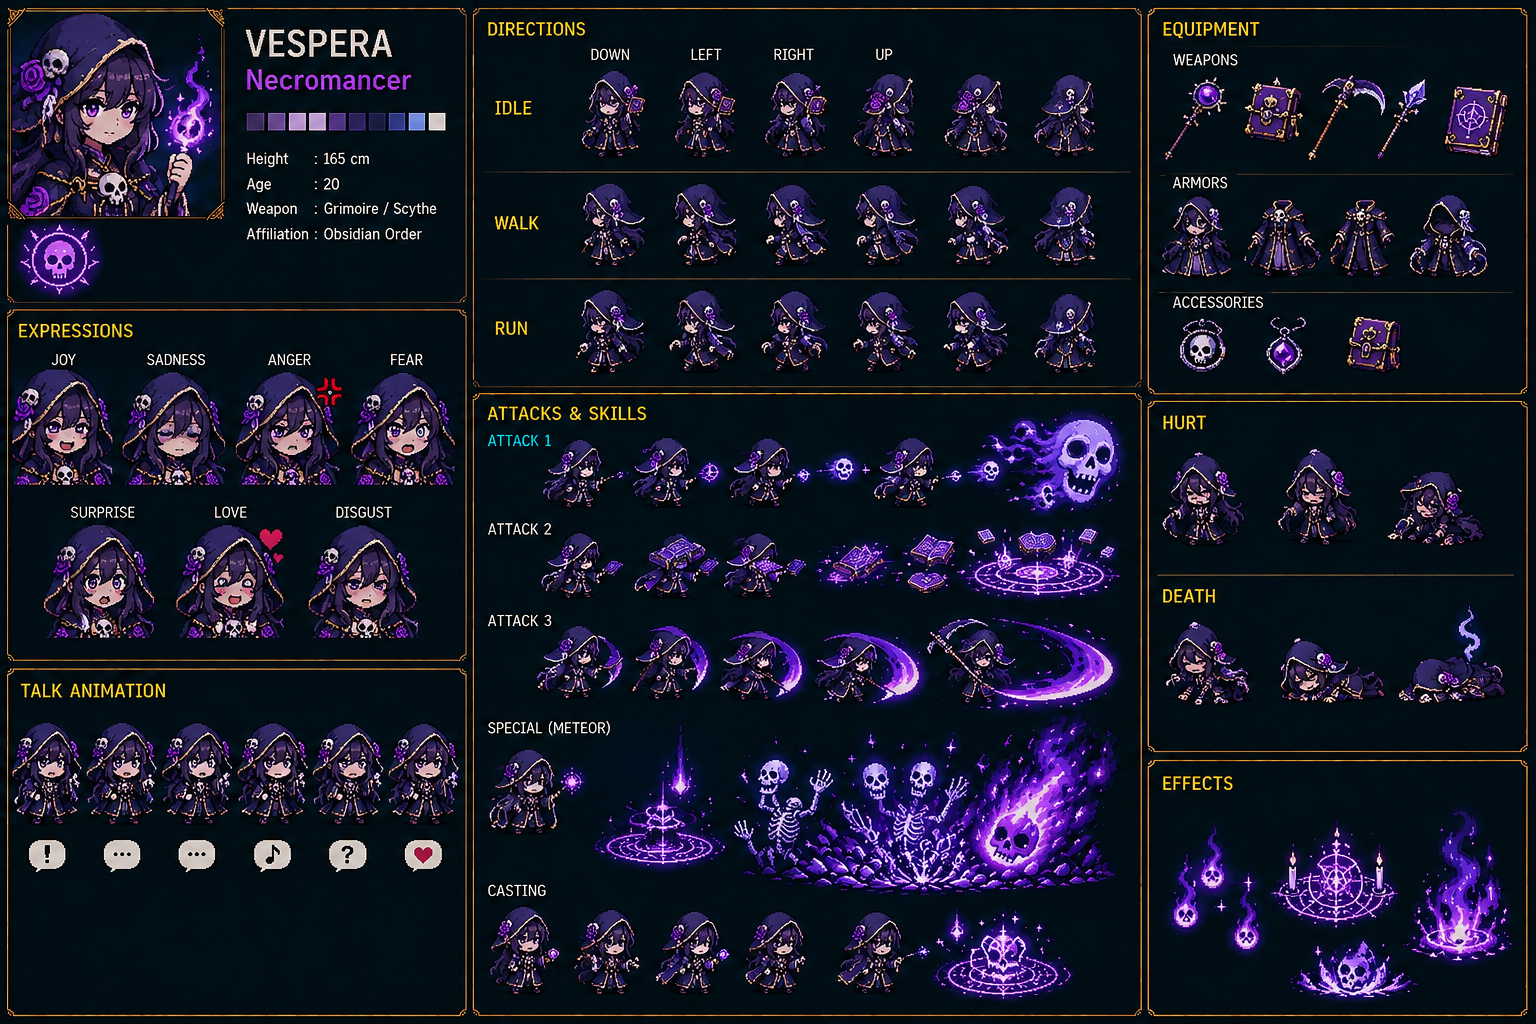 VESPERA
Necromancer
Height : 165 cm
Age : 20
Weapon : Grimoire / Scythe
Affiliation : Obsidian Order
EXPRESSIONS
JOY SADNESS ANGER FEAR
SURPRISE LOVE DISGUST
TALK ANIMATION
!
...
...
♪
?
DIRECTIONS
DOWN LEFT RIGHT UP
IDLE
WALK
RUN
ATTACKS & SKILLS
ATTACK 1
ATTACK 2
ATTACK 3
SPECIAL (METEOR)
CASTING
EQUIPMENT
WEAPONS
ARMORS
ACCESSORIES
HURT
DEATH
EFFECTS